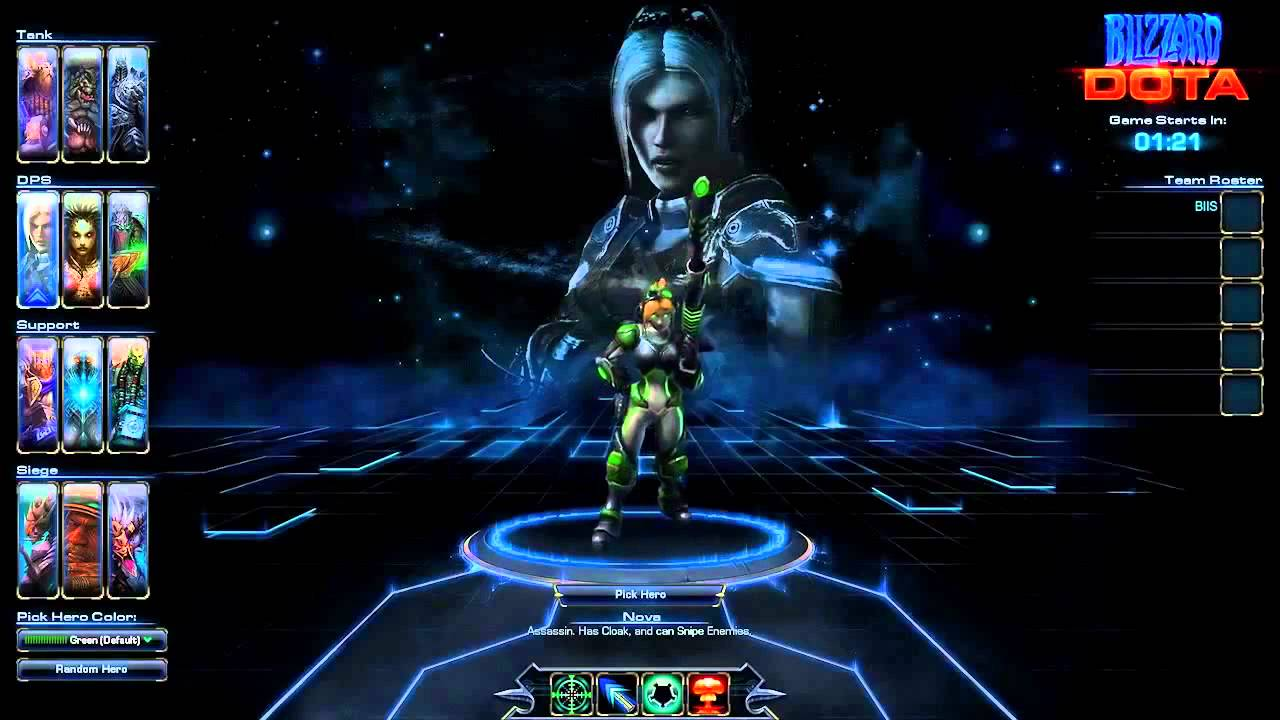 Tank
DPS
Support
Siege
Pick Hero Color:
Green (Default)
Random Hero
Pick Hero
Nova
Assassin. Has Cloak, and can Snipe Enemies.
BLIZZARD
DOTA
Game Starts In:
01:21
Team Roster